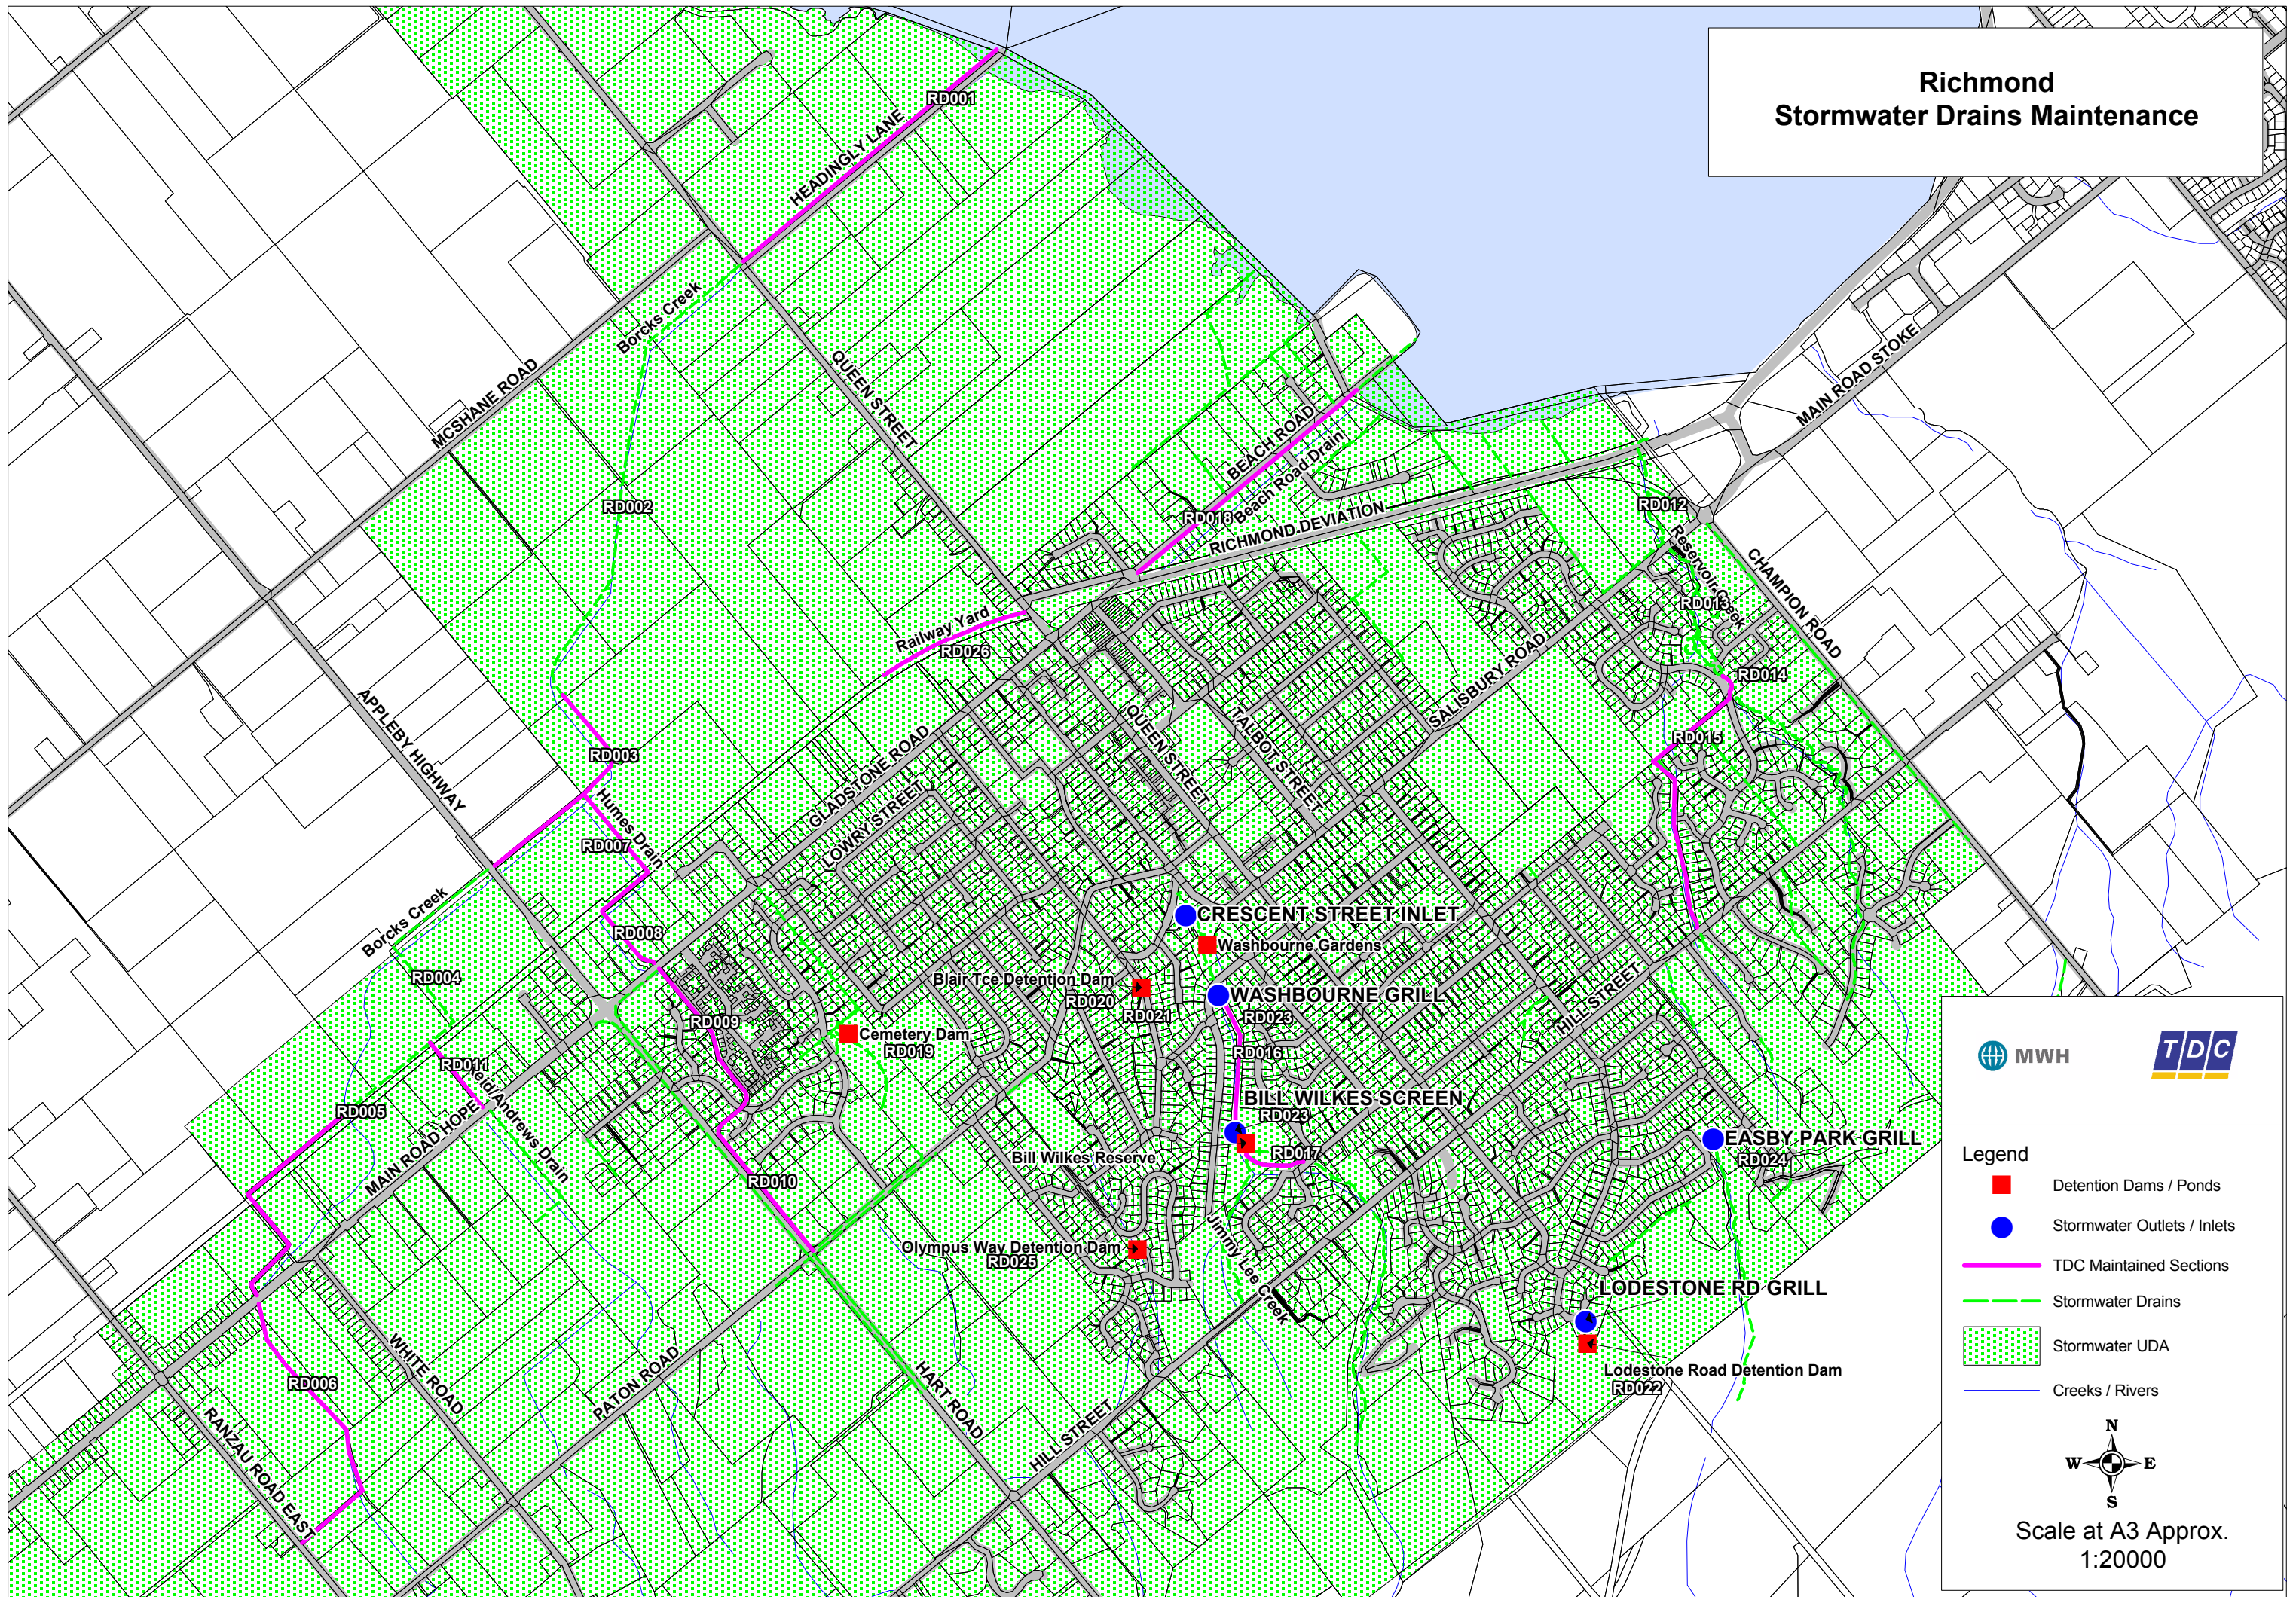 Richmond
Stormwater Drains Maintenance
RD001
HEADINGLY LANE
Borcks Creek
QUEEN STREET
MCSHANE ROAD
MAIN ROAD STOKE
BEACH ROAD
Beach Road Drain
RD002
RD018
RICHMOND DEVIATION
RD012
Reservoir Creek
CHAMPION ROAD
RD013
Railway Yard
RD026
SALISBURY ROAD
RD014
APPLEBY HIGHWAY
QUEEN STREET
TALBOT STREET
RD015
RD003
GLADSTONE ROAD
LOWRY STREET
Humes Drain
RD007
Borcks Creek
CRESCENT STREET INLET
RD008
Washbourne Gardens
RD004
Blair Tce Detention Dam
RD020
WASHBOURNE GRILL
RD021
RD023
HILL STREET
RD009
Cemetery Dam
RD019
RD016
RD011
Reid/Andrews Drain
RD005
MAIN ROAD HOPE
BILL WILKES SCREEN
RD023
EASBY PARK GRILL
Bill Wilkes Reserve
RD017
RD024
RD010
Jimmy Lee Creek
Olympus Way Detention Dam
RD025
LODESTONE RD GRILL
WHITE ROAD
PATON ROAD
HART ROAD
Lodestone Road Detention Dam
RD022
RD006
RANZAU ROAD EAST
HILL STREET
MWH
TDC
Legend
Detention Dams / Ponds
Stormwater Outlets / Inlets
TDC Maintained Sections
Stormwater Drains
Stormwater UDA
Creeks / Rivers
N
W
E
S
Scale at A3 Approx.
1:20000